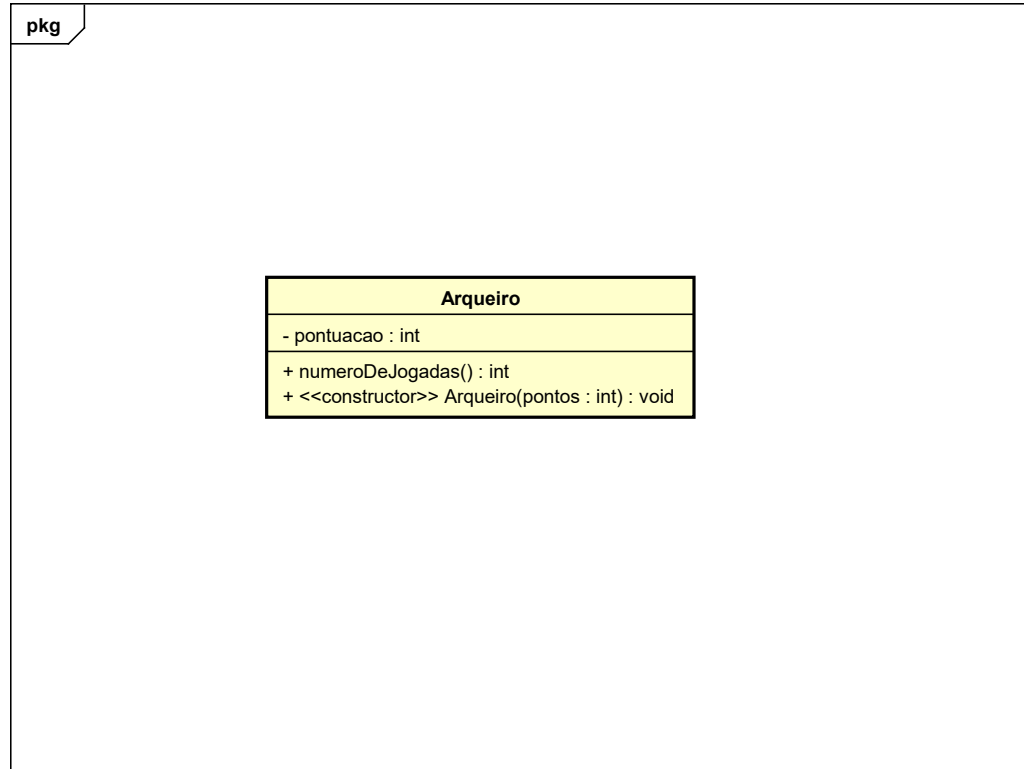 pkg
Arqueiro
- pontuacao : int
+ numeroDeJogadas() : int
+ <<constructor>> Arqueiro(pontos : int) : void